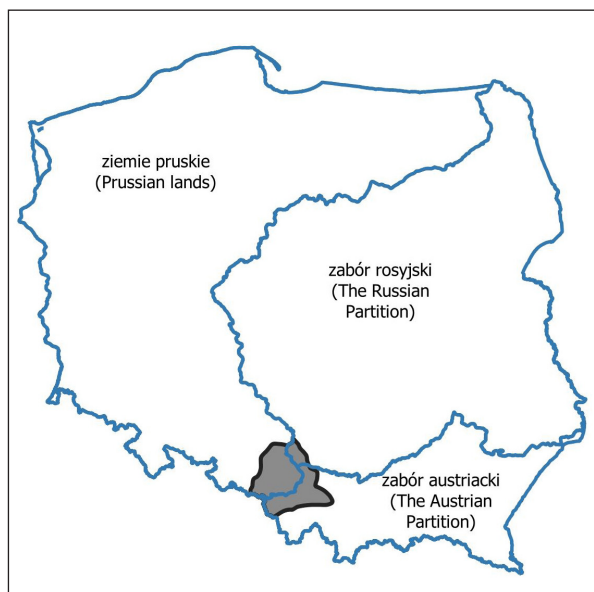 ziemie pruskie
(Prussian lands)
zabór rosyjski
(The Russian
Partition)
zabór austriacki
(The Austrian
Partition)